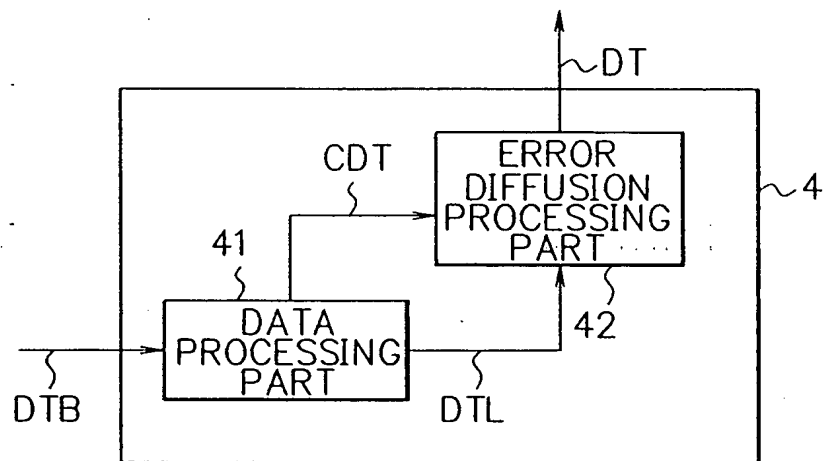 DT
ERROR
DIFFUSION
PROCESSING
PART
CDT
4
41
42
DATA
PROCESSING
PART
DTB
DTL